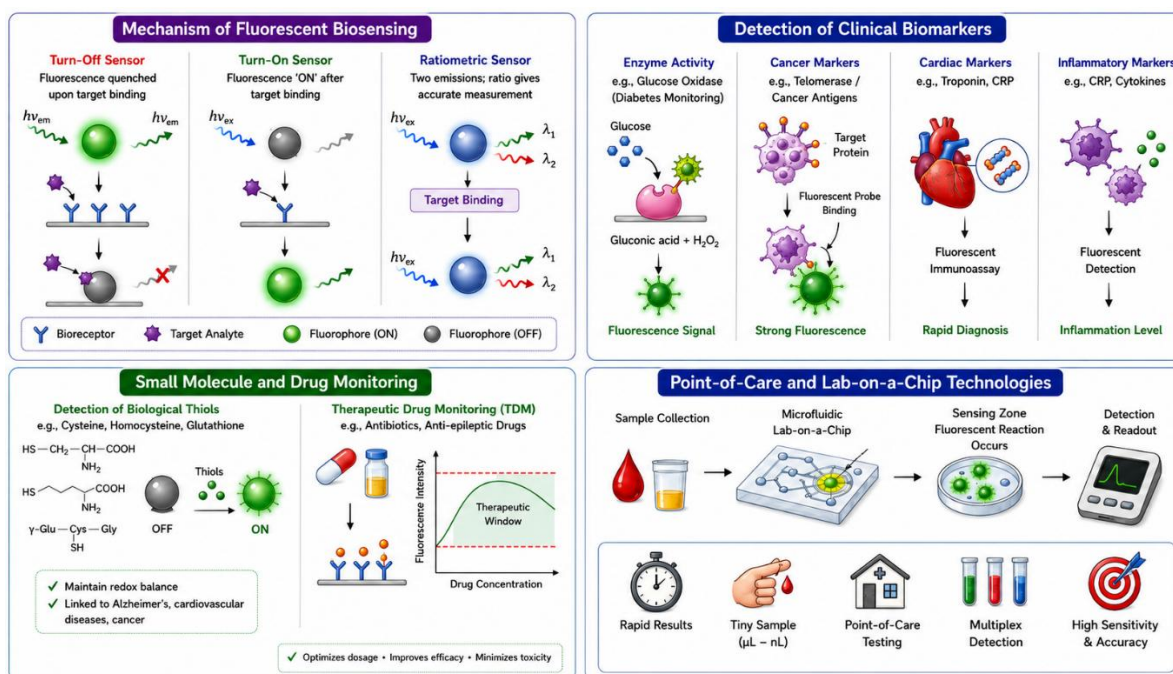 Mechanism of Fluorescent Biosensing
Turn-Off Sensor
Fluorescence quenched
upon target binding
hν_em
hν_em
Turn-On Sensor
Fluorescence 'ON' after
target binding
hν_ex
Ratiometric Sensor
Two emissions; ratio gives
accurate measurement
hν_ex
λ₁
λ₂
Target Binding
hν_ex
λ₁
λ₂
Bioreceptor
Target Analyte
Fluorophore (ON)
Fluorophore (OFF)
Detection of Clinical Biomarkers
Enzyme Activity
e.g., Glucose Oxidase
(Diabetes Monitoring)
Glucose
Gluconic acid + H₂O₂
Fluorescence Signal
Cancer Markers
e.g., Telomerase /
Cancer Antigens
Target
Protein
Fluorescent Probe
Binding
Strong Fluorescence
Cardiac Markers
e.g., Troponin, CRP
Fluorescent
Immunoassay
Rapid Diagnosis
Inflammatory Markers
e.g., CRP, Cytokines
Fluorescent
Detection
Inflammation Level
Small Molecule and Drug Monitoring
Detection of Biological Thiols
e.g., Cysteine, Homocysteine, Glutathione
HS—CH₂—CH—COOH
NH₂
HS
COOH
NH₂
γ-Glu—Cys—Gly
SH
OFF
Thiols
ON
✓ Maintain redox balance
✓ Linked to Alzheimer's, cardiovascular
diseases, cancer
Therapeutic Drug Monitoring (TDM)
e.g., Antibiotics, Anti-epileptic Drugs
Fluorescence Intensity
Therapeutic
Window
Drug Concentration
✓ Optimizes dosage • Improves efficacy • Minimizes toxicity
Point-of-Care and Lab-on-a-Chip Technologies
Sample Collection
Microfluidic
Lab-on-a-Chip
Sensing Zone
Fluorescent Reaction
Occurs
Detection
& Readout
Rapid Results
Tiny Sample
(µL – nL)
Point-of-Care
Testing
Multiplex
Detection
High Sensitivity
& Accuracy